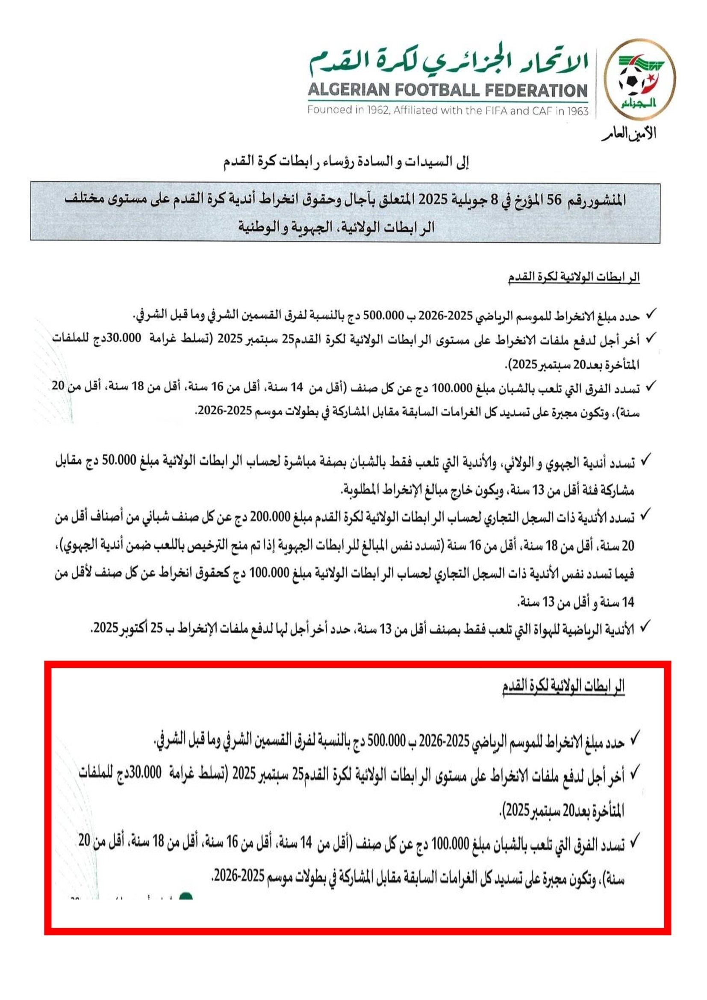 الاتحاد الجزائري لكرة القدم
ALGERIAN FOOTBALL FEDERATION
Founded in 1962, Affiliated with the FIFA and CAF in 1963
الجزائر
الأمين العام
إلى السيدات و السادة رؤساء رابطات كرة القدم
المنشور رقم 56 المؤرخ في 8 جويلية 2025 المتعلق بآجال وحقوق انخراط أندية كرة القدم على مستوى مختلف
الرابطات الولائية، الجهوية و الوطنية
الرابطات الولائية لكرة القدم
✓ حدد مبلغ الانخراط للموسم الرياضي 2025-2026 ب 500.000 دج بالنسبة لفرق القسمين الشرفي وما قبل الشرفي.
✓ أخر أجل لدفع ملفات الانخراط على مستوى الرابطات الولائية لكرة القدم25 سبتمبر 2025 (تسلط غرامة 30.000دج للملفات
المتأخرة بعد20 سبتمبر2025).
✓ تسدد الفرق التي تلعب بالشبان مبلغ 100.000 دج عن كل صنف (أقل من 14 سنة، أقل من 16 سنة، أقل من 18 سنة، أقل من 20
سنة)، وتكون مجبرة على تسديد كل الغرامات السابقة مقابل المشاركة في بطولات موسم 2025-2026.
✓ تسدد أندية الجهوي و الولائي، والأندية التي تلعب فقط بالشبان بصفة مباشرة لحساب الرابطات الولائية مبلغ 50.000 دج مقابل
مشاركة فئة أقل من 13 سنة، ويكون خارج مبالغ الإنخراط المطلوبة.
✓ تسدد الأندية ذات السجل التجاري لحساب الرابطات الولائية لكرة القدم مبلغ 200.000 دج عن كل صنف شباني من أصناف أقل من
20 سنة، أقل من 18 سنة، أقل من 16 سنة (تسدد نفس المبالغ للرابطات الجهوية إذا تم منح الترخيص باللعب ضمن أندية الجهوي)،
فيما تسدد نفس الأندية ذات السجل التجاري لحساب الرابطات الولائية مبلغ 100.000 دج كحقوق انخراط عن كل صنف لأقل من
14 سنة و أقل من 13 سنة.
✓ الأندية الرياضية للهواة التي تلعب فقط بصنف أقل من 13 سنة، حدد أخر أجل لها لدفع ملفات الإنخراط ب 25 أكتوبر 2025.
الرابطات الولائية لكرة القدم
✓ حدد مبلغ الانخراط للموسم الرياضي 2025-2026 ب 500.000 دج بالنسبة لفرق القسمين الشرفي وما قبل الشرفي.
✓ أخر أجل لدفع ملفات الانخراط على مستوى الرابطات الولائية لكرة القدم25 سبتمبر 2025 (تسلط غرامة 30.000دج للملفات
المتأخرة بعد20 سبتمبر2025).
✓ تسدد الفرق التي تلعب بالشبان مبلغ 100.000 دج عن كل صنف (أقل من 14 سنة، أقل من 16 سنة، أقل من 18 سنة، أقل من 20
سنة)، وتكون مجبرة على تسديد كل الغرامات السابقة مقابل المشاركة في بطولات موسم 2025-2026.